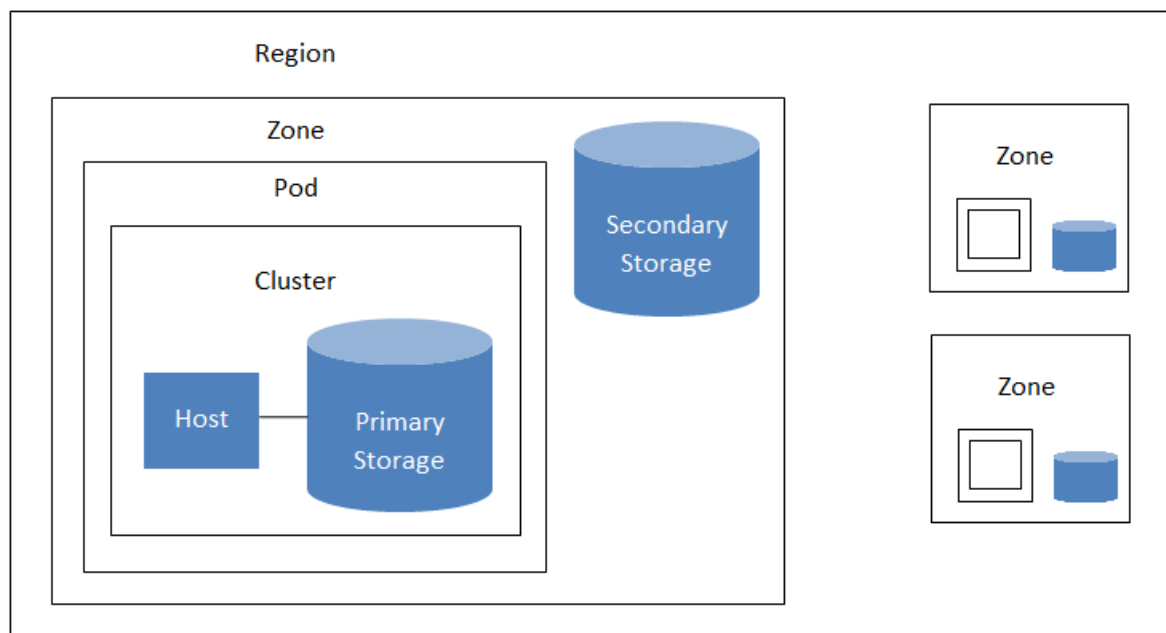 Region
Zone
Pod
Cluster
Host
Primary
Storage
Secondary
Storage
Zone
Zone